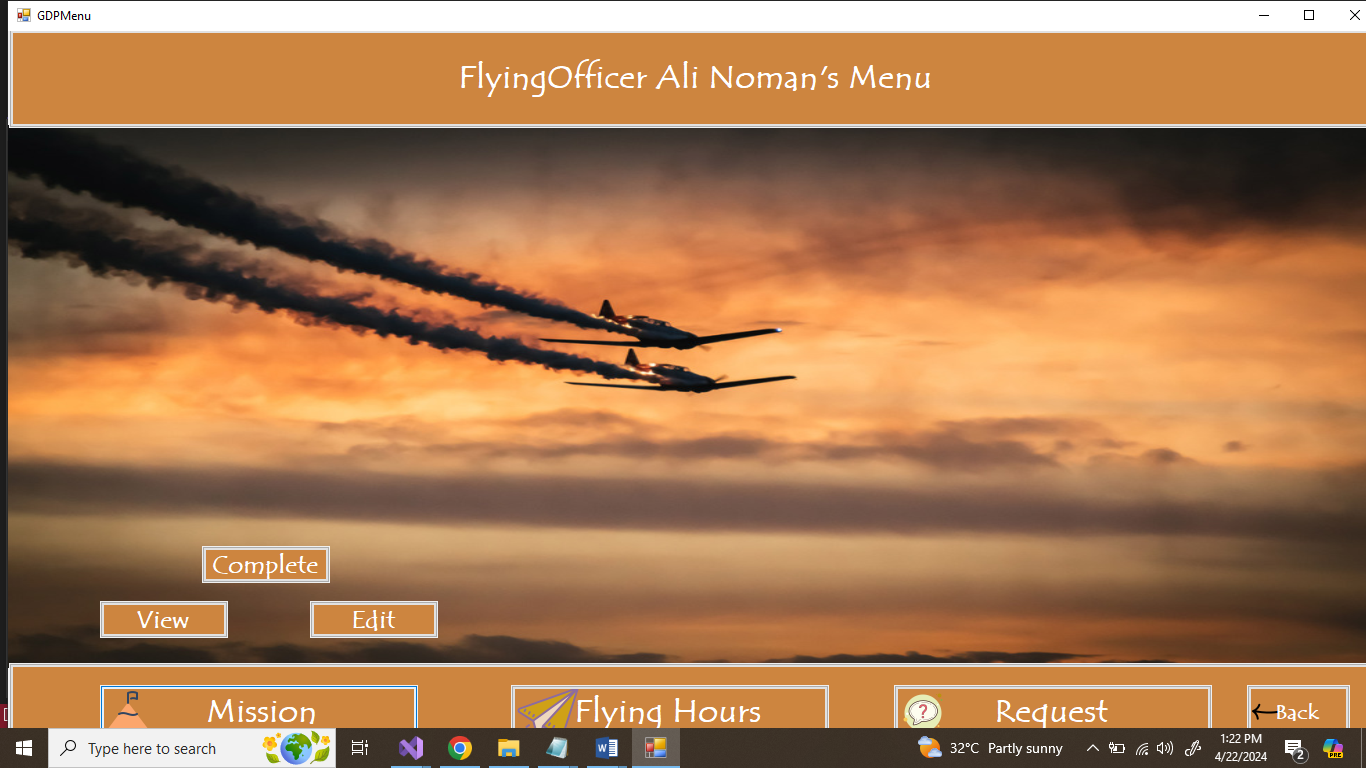 GDPMenu
FlyingOfficer Ali Noman's Menu
Complete
View
Edit
Mission
Flying Hours
Request
Back
Type here to search
32°C Partly sunny
1:22 PM
4/22/2024
2
PRE